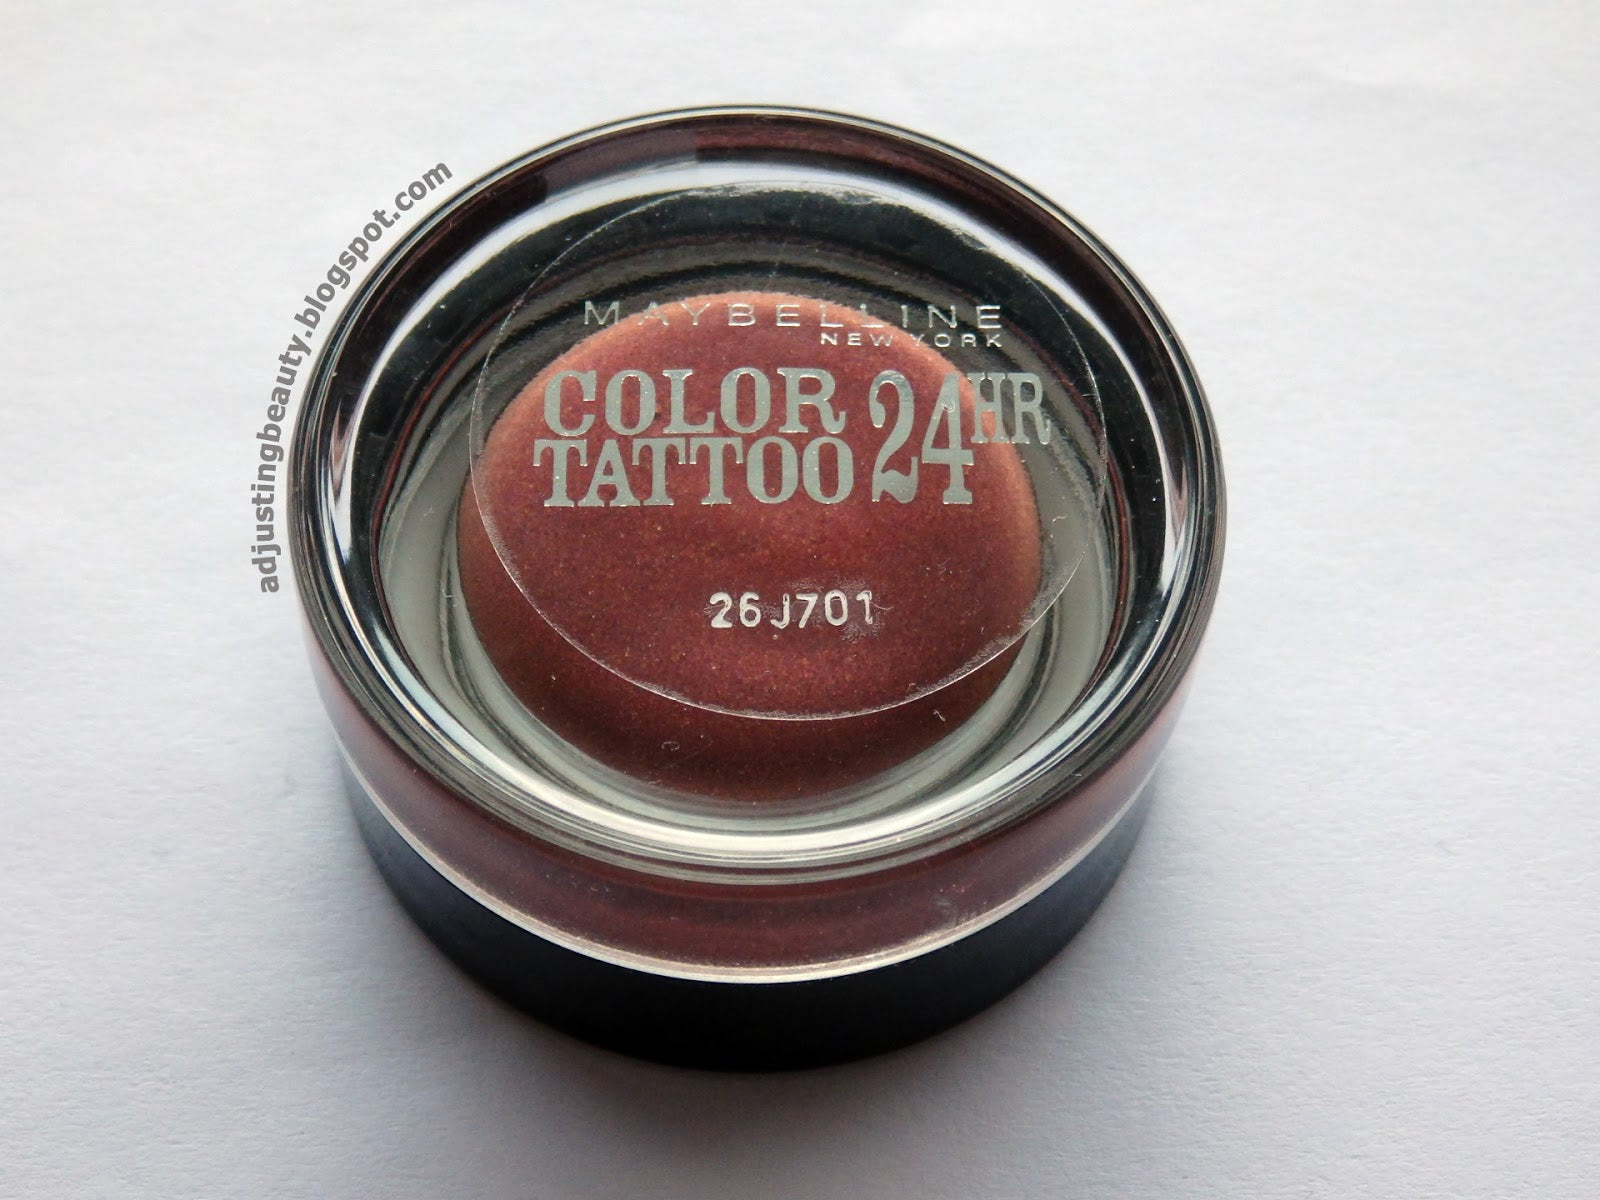 adjustingbeauty.blogspot.com
MAYBELLINE
NEW YORK
COLOR
TATTOO 24HR
26J701